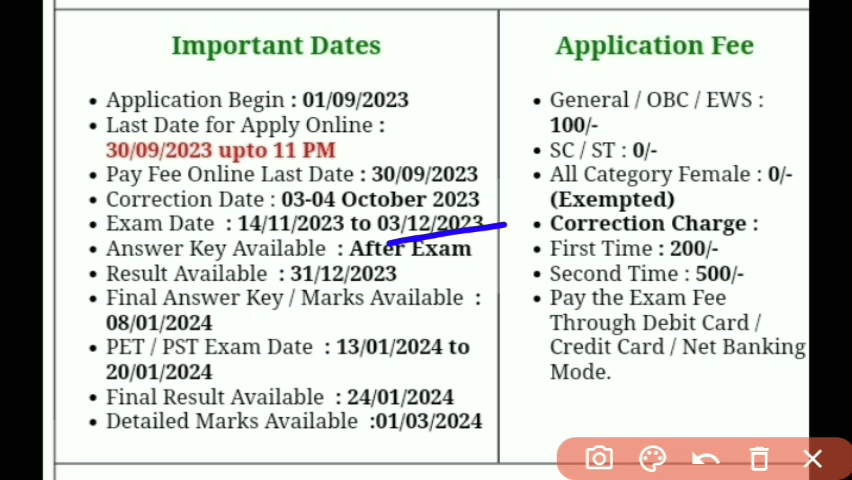 Important Dates
Application Begin : 01/09/2023
Last Date for Apply Online :
30/09/2023 upto 11 PM
Pay Fee Online Last Date : 30/09/2023
Correction Date : 03-04 October 2023
Exam Date : 14/11/2023 to 03/12/2023
Answer Key Available : After Exam
Result Available : 31/12/2023
Final Answer Key / Marks Available :
08/01/2024
PET / PST Exam Date : 13/01/2024 to
20/01/2024
Final Result Available : 24/01/2024
Detailed Marks Available :01/03/2024
Application Fee
General / OBC / EWS :
100/-
SC / ST : 0/-
All Category Female : 0/-
(Exempted)
Correction Charge :
First Time : 200/-
Second Time : 500/-
Pay the Exam Fee
Through Debit Card /
Credit Card / Net Banking
Mode.